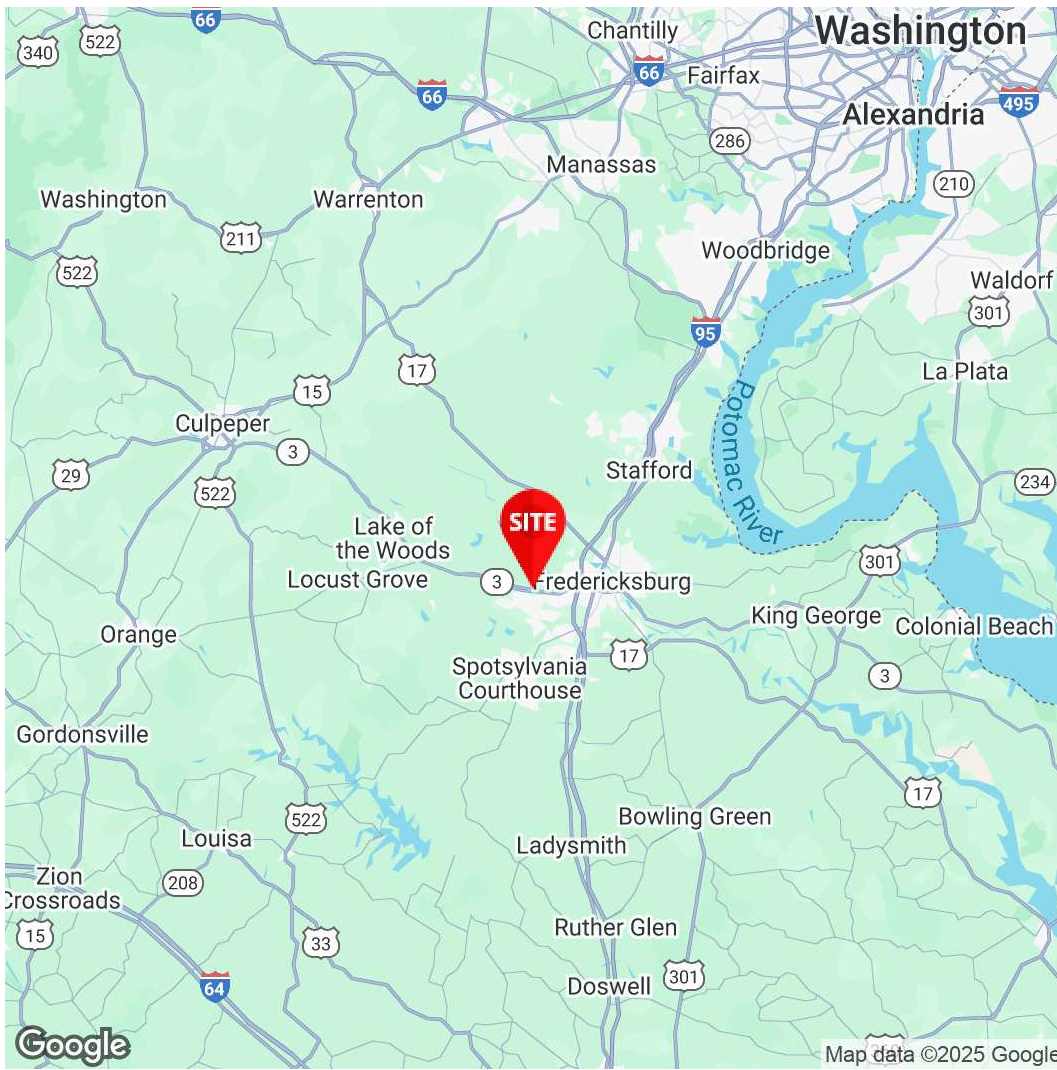 66
Chantilly
Washington
340
522
66
Fairfax
66
495
Alexandria
286
Manassas
210
Washington
Warrenton
211
Woodbridge
522
Waldorf
301
95
17
La Plata
15
Culpeper
3
Potomac River
Stafford
29
522
234
SITE
Lake of
the Woods
301
Locust Grove
3
Fredericksburg
King George
Colonial Beach
Orange
17
Spotsylvania
Courthouse
3
Gordonsville
17
522
Bowling Green
Louisa
Ladysmith
Zion
Crossroads
208
15
33
Ruther Glen
64
Doswell
301
Google
Map data ©2025 Google